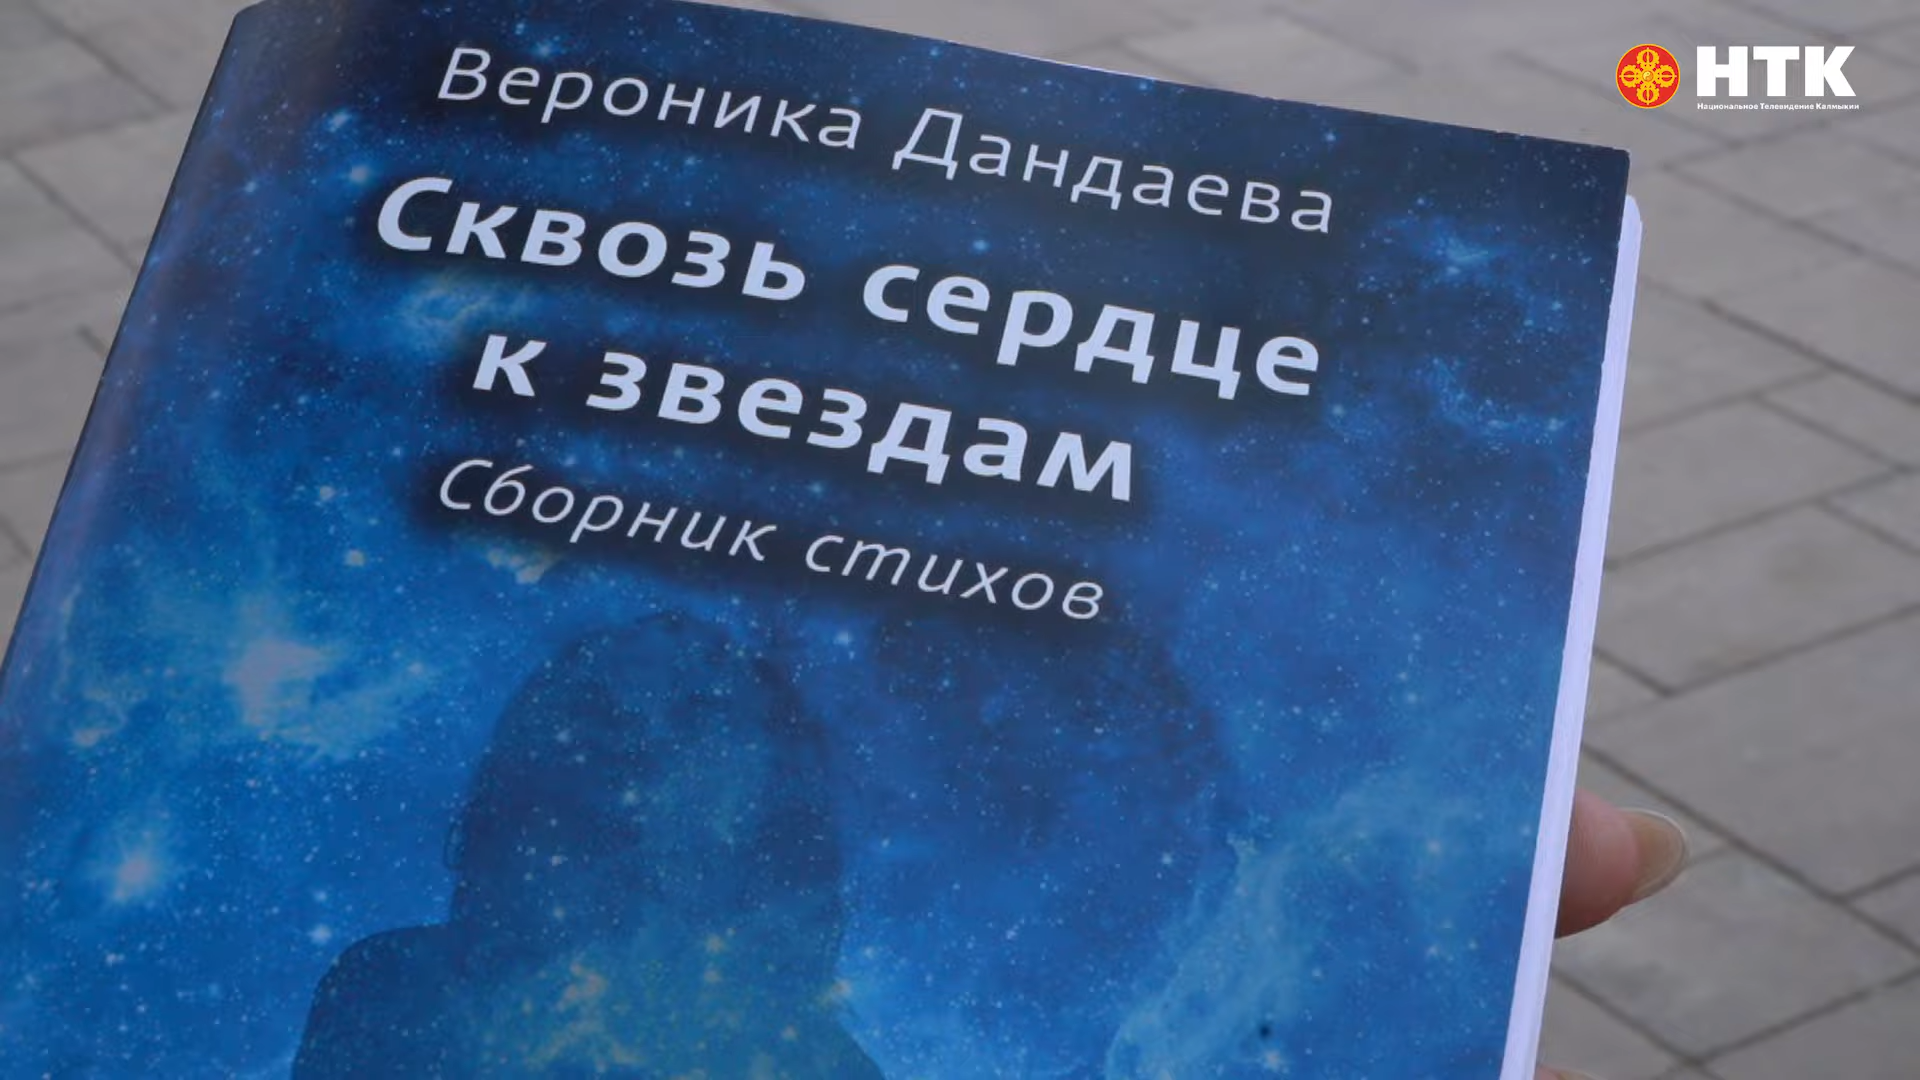 Вероника Дандаева
Сквозь сердце
к звездам
Сборник стихов
НТК
Национальное Телевидение Калмыкии